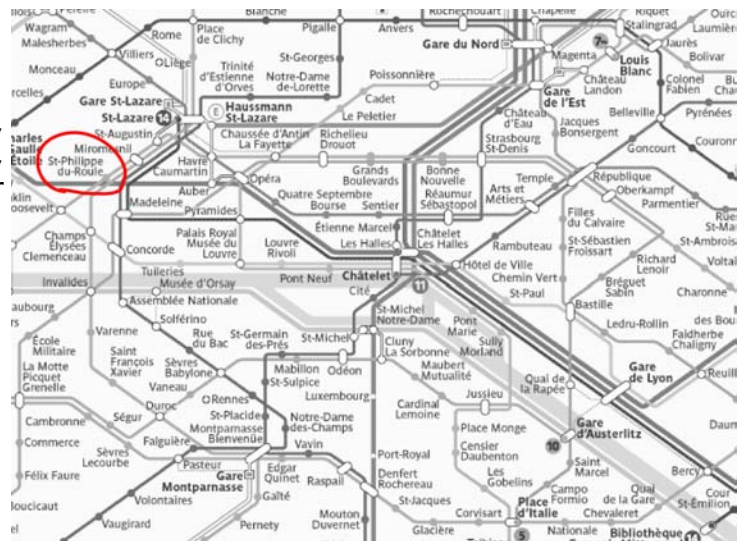 Blanche
Wagram
Malesherbes
Rome
Place
de Clichy
Pigalle
Anvers
Rochechouart
Chapelle
Riquet
Stalingrad
Laumière
Jaurès
Bolivar
Gare du Nord
Magenta
7
Louis
Blanc
Villiers
Liège
Monceau
Europe
St-Georges
Trinité
d'Estienne
d'Orves
Notre-Dame
de-Lorette
Poissonnière
Cadet
Le Peletier
Château
Landon
Colonel
Fabien
Gare
de l'Est
Belleville
Pyrénées
Gare St-Lazare
St-Lazare
14
E
Haussmann
St-Lazare
St-Augustin
Miromesnil
St-Philippe
du-Roule
Étoile
Chaussée d'Antin
La Fayette
Richelieu
Drouot
Château
d'Eau
Jacques
Bonsergent
Strasbourg
St-Denis
Goncourt
Havre
Caumartin
Auber
Opéra
Grands
Boulevards
Bonne
Nouvelle
Temple
République
Oberkampf
Parmentier
Madeleine
Quatre Septembre
Bourse
Sentier
Réaumur
Sébastopol
Arts et
Métiers
Pyramides
Étienne Marcel
Les Halles
Châtelet
Les Halles
Filles
du Calvaire
Champs
Élysées
Clemenceau
Concorde
Palais Royal
Musée du
Louvre
Louvre
Rivoli
Rambuteau
St-Sébastien
Froissart
Richard
Lenoir
Tuileries
Invalides
Musée d'Orsay
Pont Neuf
Châtelet
Hôtel de Ville
Chemin Vert
Bréguet
Sabin
Charonne
Assemblée Nationale
Cité
11
St-Paul
Bastille
Solférino
Varenne
Rue
du Bac
St-Germain
des-Prés
St-Michel
St-Michel
Notre-Dame
Pont
Marie
Sully
Morland
Ledru-Rollin
Faidherbe
Chaligny
École
Militaire
La Motte
Picquet
Grenelle
Saint
François
Xavier
Sèvres
Babylone
Mabillon
Odéon
St-Sulpice
Cluny
La Sorbonne
Maubert
Mutualité
Quai de
la Rapée
Gare
de Lyon
Vaneau
Duroc
Rennes
Luxembourg
Cardinal
Lemoine
Jussieu
Cambronne
Ségur
St-Placide
Notre-Dame
des-Champs
Montparnasse
Bienvenüe
Place Monge
Gare
d'Austerlitz
10
Commerce
Sèvres
Lecourbe
Falguière
Vavin
Port-Royal
Censier
Daubenton
Saint
Marcel
Bercy
Félix Faure
Pasteur
Gare
Montparnasse
Edgar
Quinet
Raspail
Denfert
Rochereau
Les
Gobelins
Campo
Formio
Quai
de la Gare
Cour
St-Émilion
Boucicaut
Volontaires
Gaîté
St-Jacques
Corvisart
Place
d'Italie
Chevaleret
Vaugirard
Pernety
Mouton
Duvernet
Glacière
5
Nationale
Bibliothèque
14